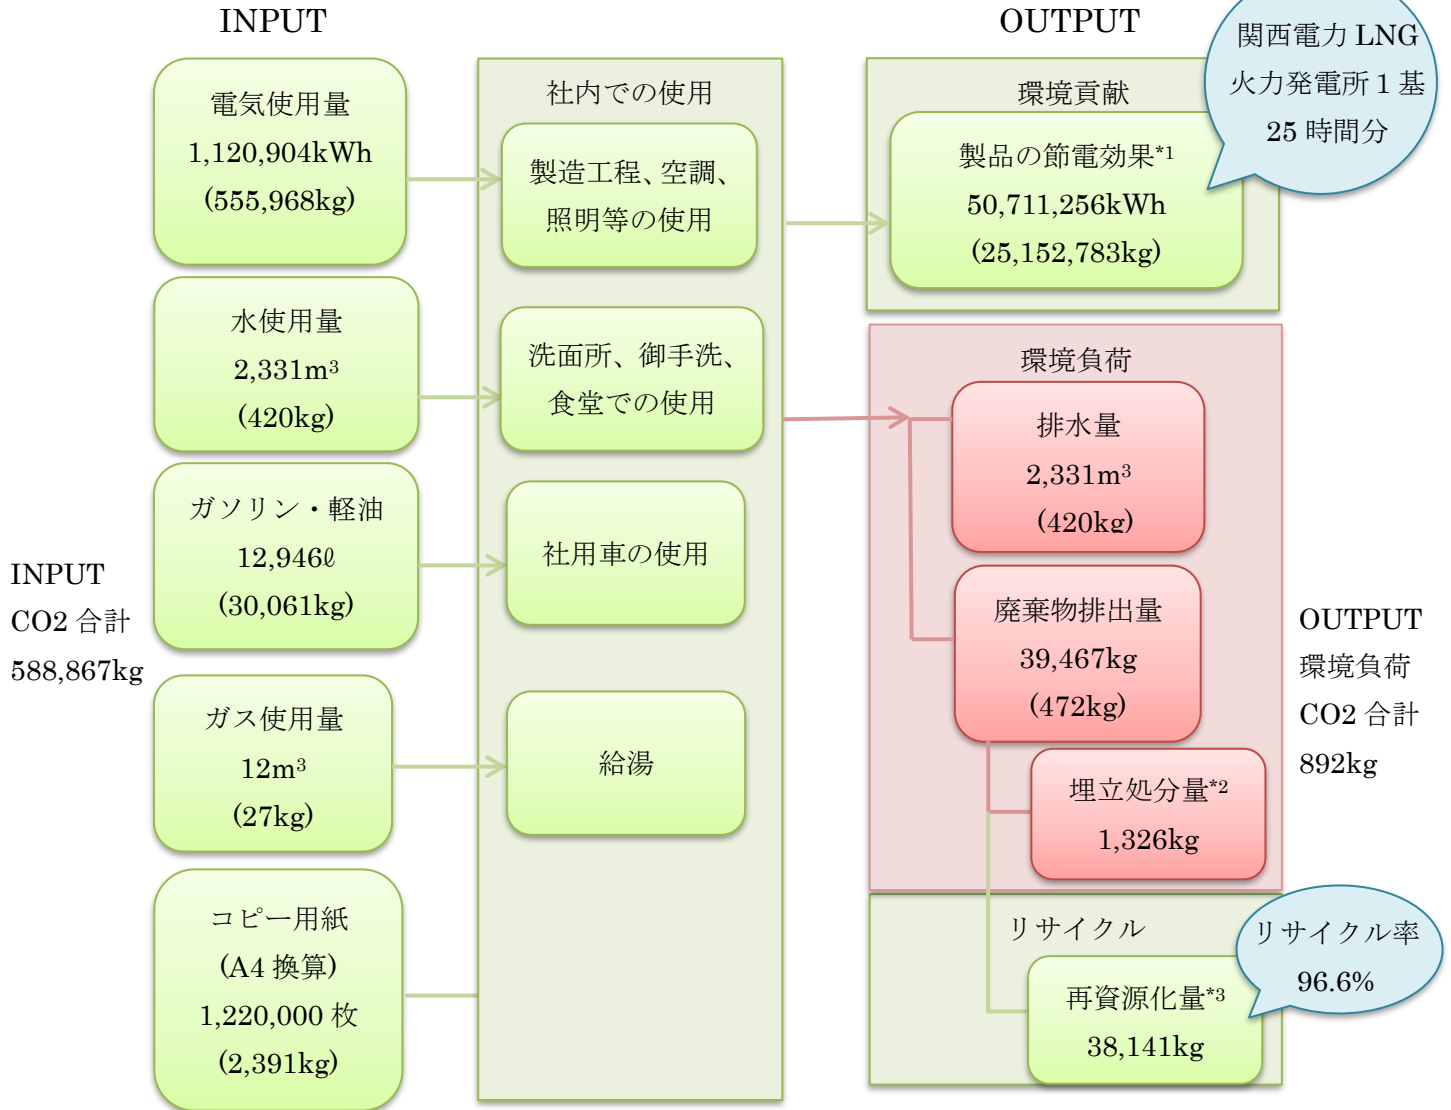 INPUT
OUTPUT
関西電力 LNG
火力発電所 1 基
25 時間分
電気使用量
1,120,904kWh
(555,968kg)
水使用量
2,331m³
(420kg)
ガソリン・軽油
12,946ℓ
(30,061kg)
ガス使用量
12m³
(27kg)
コピー用紙
(A4 換算)
1,220,000 枚
(2,391kg)
INPUT
CO2 合計
588,867kg
社内での使用
製造工程、空調、
照明等の使用
洗面所、御手洗、
食堂での使用
社用車の使用
給湯
環境貢献
製品の節電効果*1
50,711,256kWh
(25,152,783kg)
環境負荷
排水量
2,331m³
(420kg)
廃棄物排出量
39,467kg
(472kg)
埋立処分量*2
1,326kg
OUTPUT
環境負荷
CO2 合計
892kg
リサイクル
再資源化量*3
38,141kg
リサイクル率
96.6%